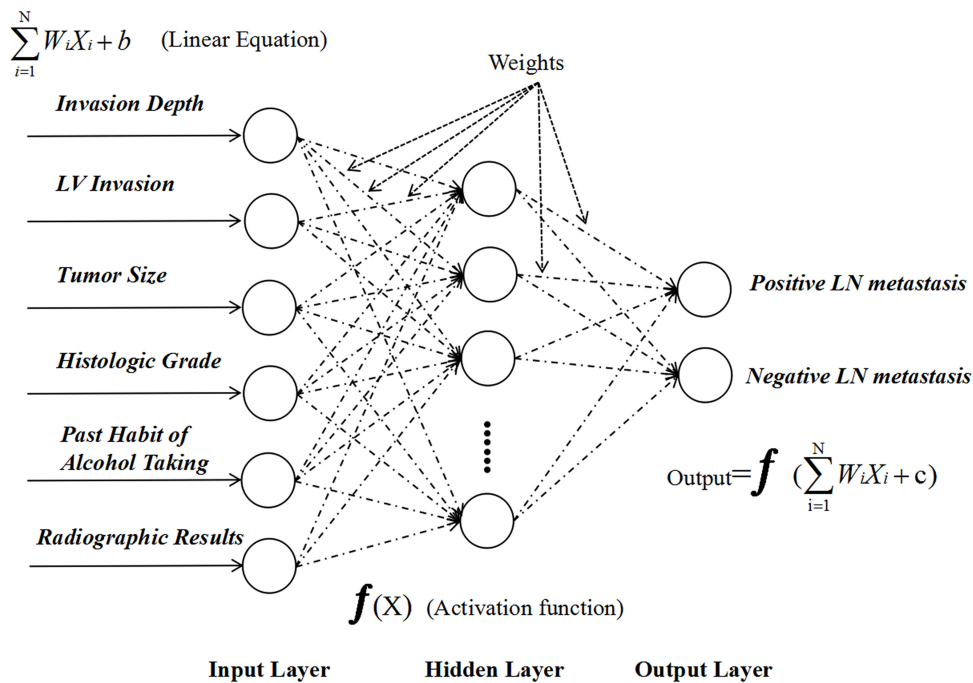 N
∑ WiXi + b (Linear Equation)
i=1
Weights
Invasion Depth
LV Invasion
Tumor Size
Histologic Grade
Past Habit of
Alcohol Taking
Radiographic Results
Positive LN metastasis
Negative LN metastasis
N
Output=f (∑ WiXi + c)
i=1
f(X) (Activation function)
Input Layer Hidden Layer Output Layer